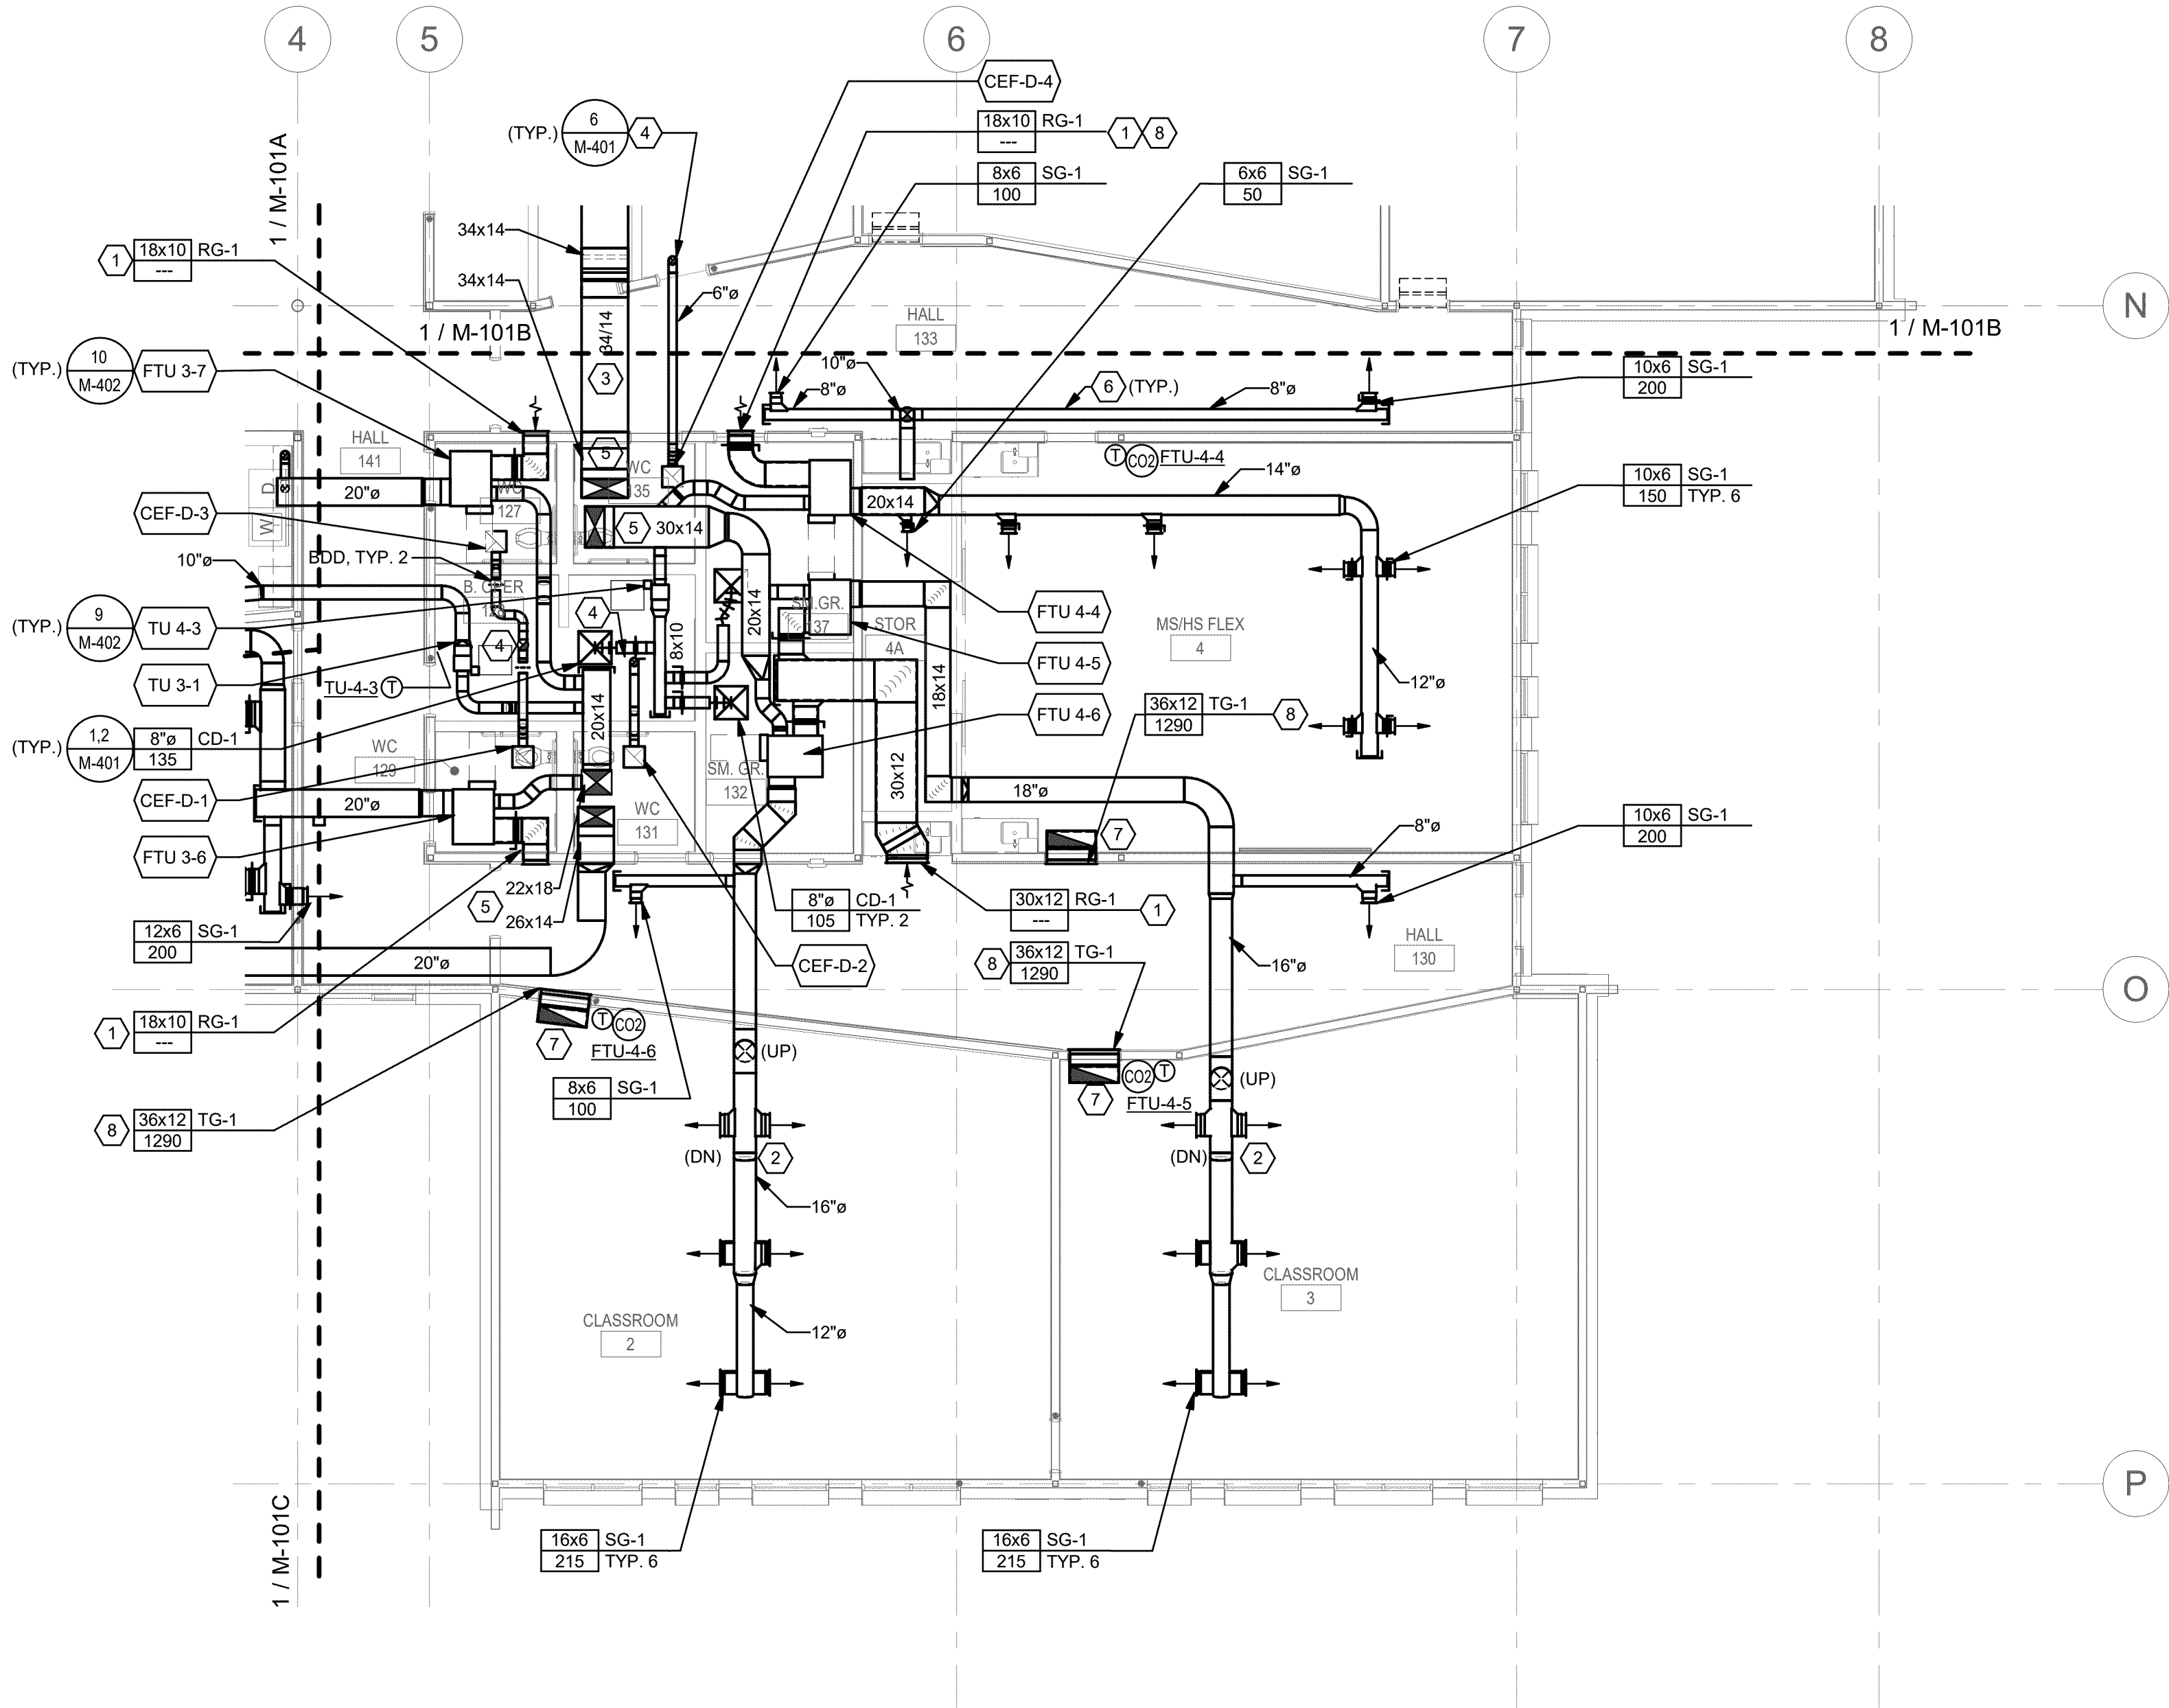 4
5
6
7
8
N
O
P
1 / M-101A
1 / M-101B
1 / M-101B
1 / M-101C
CEF-D-4
(TYP.)
6
M-401
4
18x10 RG-1
---
1
8
8x6 SG-1
100
6x6 SG-1
50
34x14
34x14
34/14
3
6"ø
1
18x10 RG-1
---
HALL
133
(TYP.)
10
M-402
FTU 3-7
10"ø
8"ø
6 (TYP.)
8"ø
10x6 SG-1
200
HALL
141
5
WC
135
T CO2 FTU-4-4
14"ø
10x6 SG-1
150 TYP. 6
D
W
20"ø
WC
127
20x14
CEF-D-3
5 30x14
BDD, TYP. 2
10"ø
(TYP.)
9
M-402
TU 4-3
4
4
20x14
8x10
SM.GR.
137
STOR
4A
FTU 4-4
MS/HS FLEX
4
FTU 4-5
TU 3-1
TU-4-3 T
18x14
12"ø
FTU 4-6
36x12 TG-1
1290
8
(TYP.)
1,2
M-401
8"ø CD-1
135
20x14
WC
129
CEF-D-1
SM. GR.
132
30x12
18"ø
20"ø
WC
131
7
8"ø
10x6 SG-1
200
FTU 3-6
22x18
5
26x14
8"ø CD-1
105 TYP. 2
30x12 RG-1
---
1
12x6 SG-1
200
20"ø
CEF-D-2
8
36x12 TG-1
1290
HALL
130
16"ø
1
18x10 RG-1
---
T CO2
7
FTU-4-6
(UP)
8x6 SG-1
100
CO2 T
7
FTU-4-5
(UP)
8
36x12 TG-1
1290
(DN)
2
(DN)
2
16"ø
CLASSROOM
3
CLASSROOM
2
12"ø
16x6 SG-1
215 TYP. 6
16x6 SG-1
215 TYP. 6